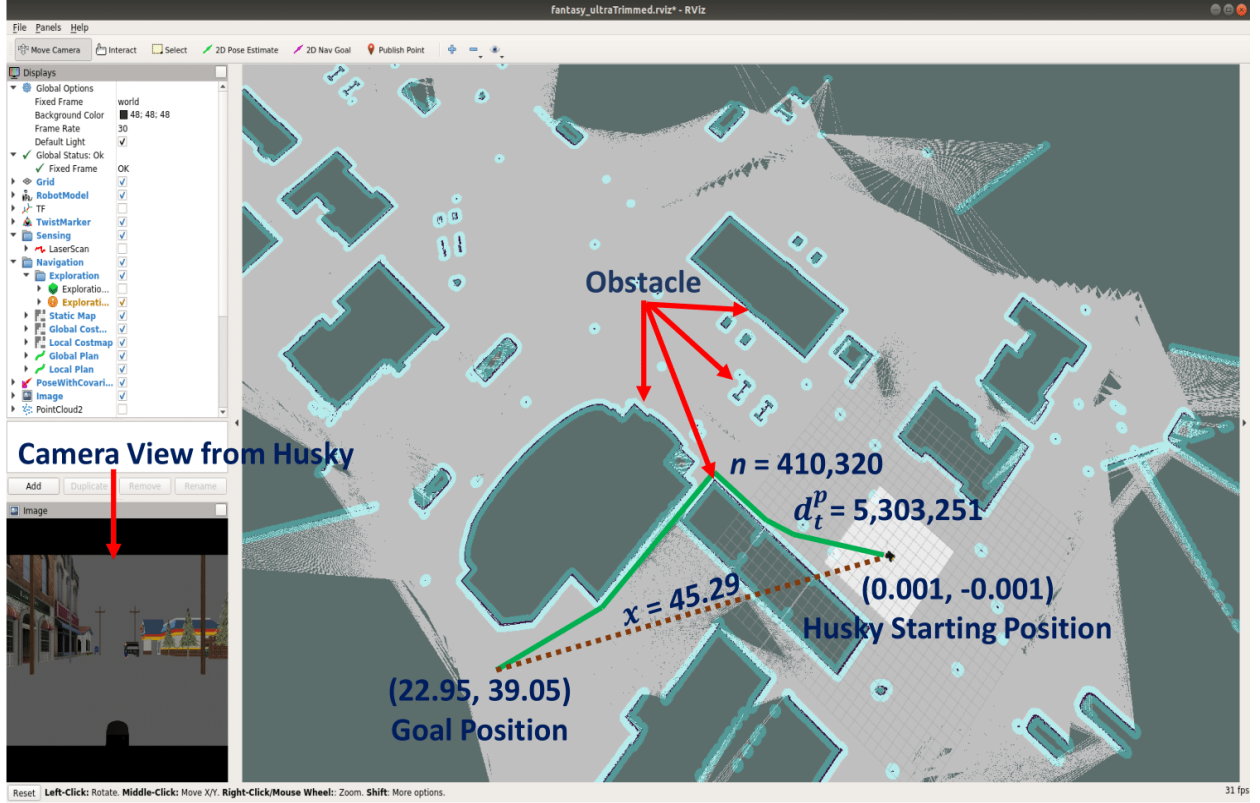 fantasy_ultraTrimmed.rviz* - RViz
File Panels Help
Move Camera Interact Select 2D Pose Estimate 2D Nav Goal Publish Point
Displays
Global Options
Fixed Frame world
Background Color 48; 48; 48
Frame Rate 30
Default Light
Global Status: Ok
Fixed Frame OK
Grid
RobotModel
TF
TwistMarker
Sensing
LaserScan
Navigation
Exploration
Exploratio...
Explorati...
Static Map
Global Cost...
Local Costmap
Global Plan
Local Plan
PoseWithCovari...
Image
PointCloud2
Camera View from Husky
Add Duplicate Remove Rename
Image
Obstacle
n = 410,320
d_t^p = 5,303,251
x = 45.29
(0.001, -0.001)
Husky Starting Position
(22.95, 39.05)
Goal Position
Reset Left-Click: Rotate. Middle-Click: Move X/Y. Right-Click/Mouse Wheel:: Zoom. Shift: More options.
31 fps